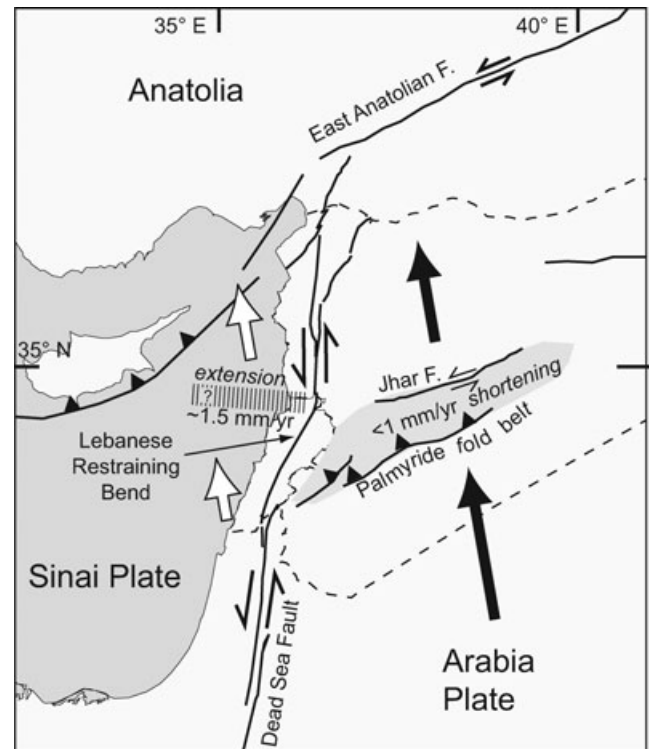 35° E
40° E
Anatolia
East Anatolian F.
35° N
extension
?
~1.5 mm/yr
Jhar F.
<1 mm/yr shortening
Palmyride fold belt
Lebanese
Restraining
Bend
Sinai Plate
Dead Sea Fault
Arabia
Plate